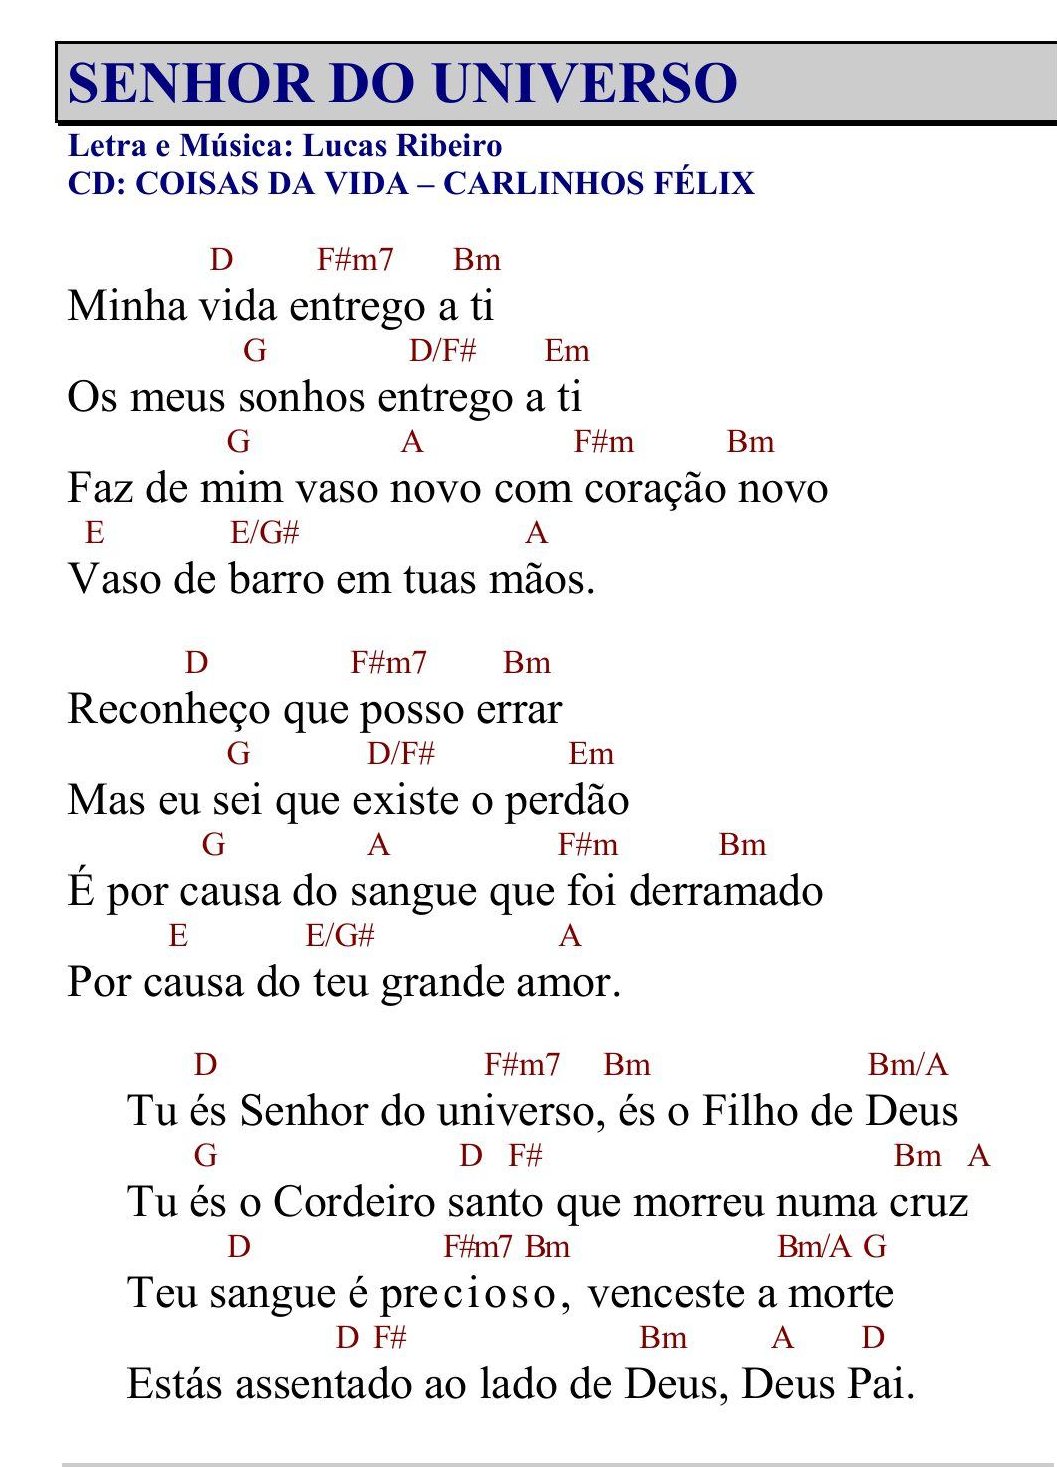 SENHOR DO UNIVERSO
Letra e Música: Lucas Ribeiro
CD: COISAS DA VIDA – CARLINHOS FÉLIX
D F#m7 Bm
Minha vida entrego a ti
G D/F# Em
Os meus sonhos entrego a ti
G A F#m Bm
Faz de mim vaso novo com coração novo
E E/G# A
Vaso de barro em tuas mãos.
D F#m7 Bm
Reconheço que posso errar
G D/F# Em
Mas eu sei que existe o perdão
G A F#m Bm
É por causa do sangue que foi derramado
E E/G# A
Por causa do teu grande amor.
D F#m7 Bm Bm/A
Tu és Senhor do universo, és o Filho de Deus
G D F# Bm A
Tu és o Cordeiro santo que morreu numa cruz
D F#m7 Bm Bm/A G
Teu sangue é precioso, venceste a morte
D F# Bm A D
Estás assentado ao lado de Deus, Deus Pai.